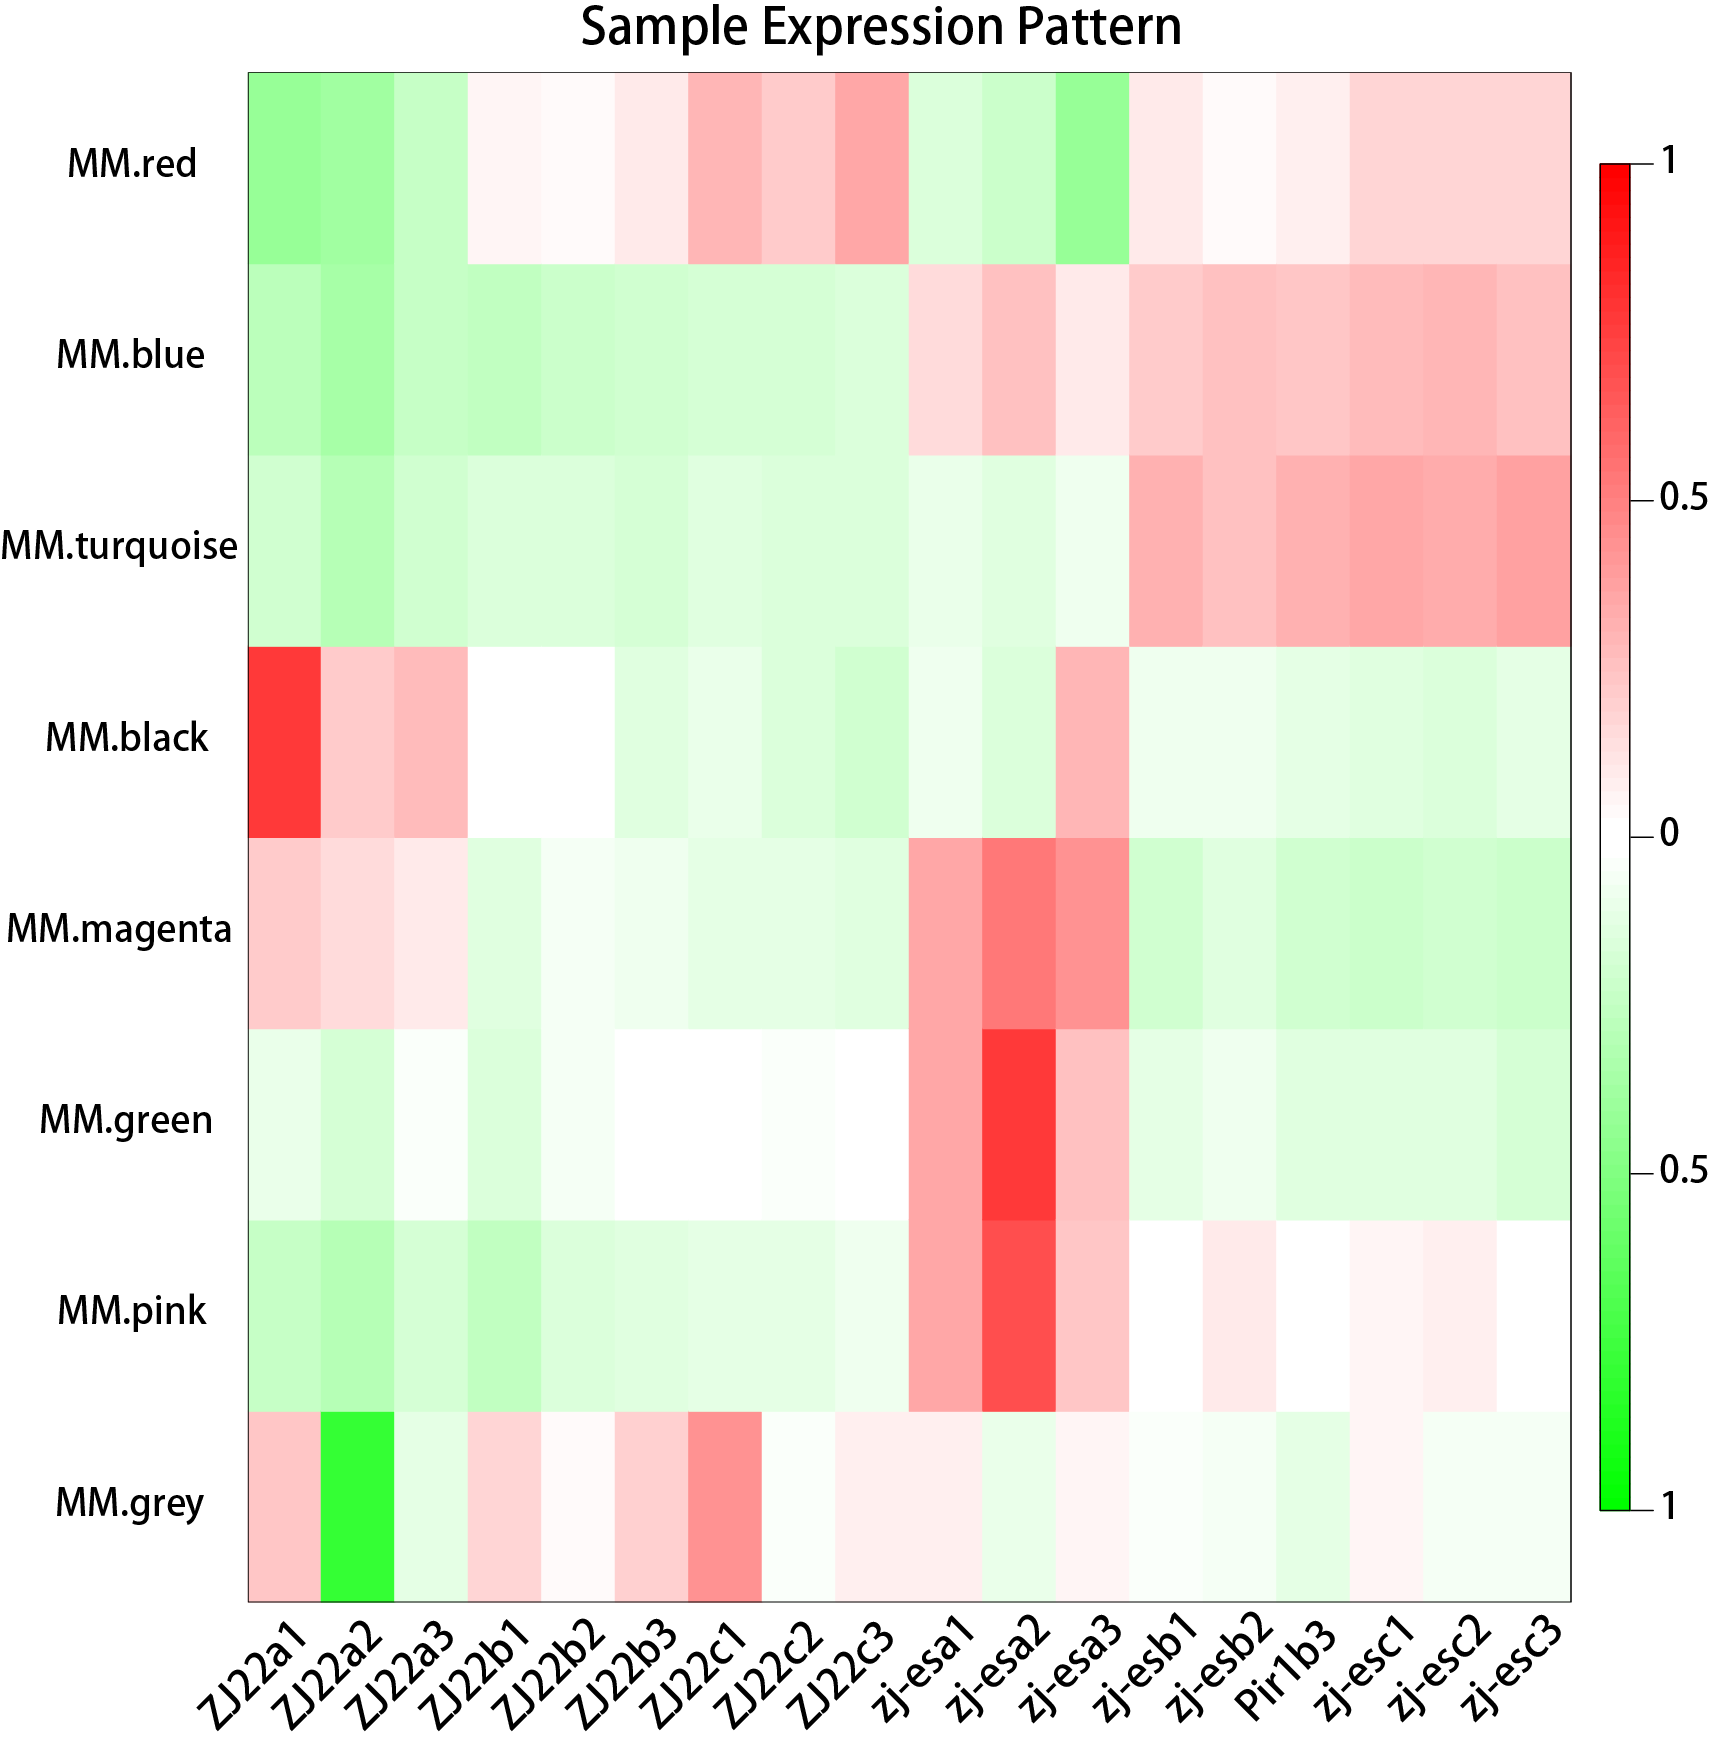 Sample Expression Pattern
MM.red
MM.blue
MM.turquoise
MM.black
MM.magenta
MM.green
MM.pink
MM.grey
1
0.5
0
0.5
1
ZJ22a1
ZJ22a2
ZJ22a3
ZJ22b1
ZJ22b2
ZJ22b3
ZJ22c1
ZJ22c2
ZJ22c3
zj-esa1
zj-esa2
zj-esa3
zj-esb1
zj-esb2
Pir1b3
zj-esc1
zj-esc2
zj-esc3